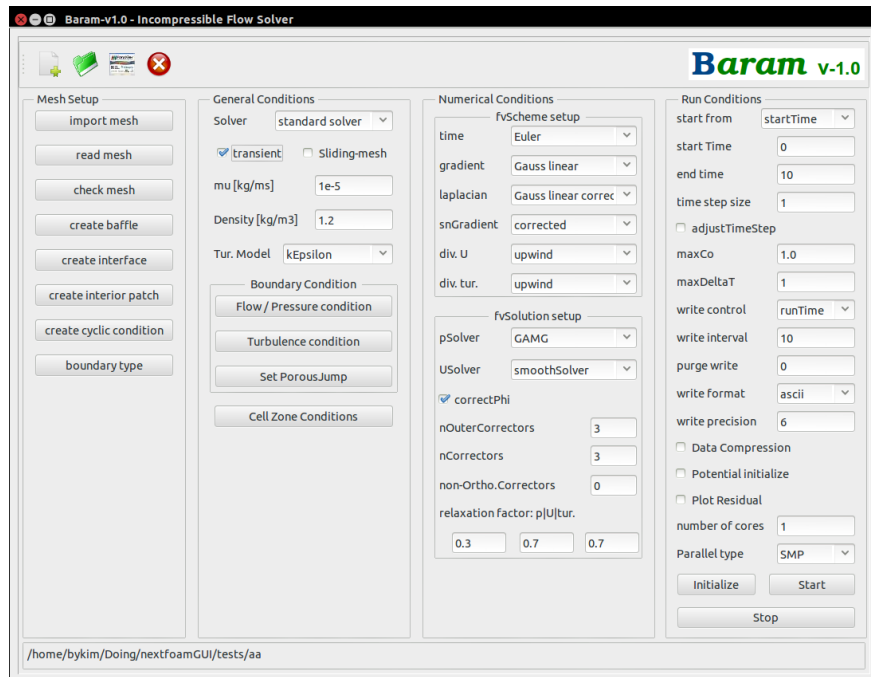 Baram-v1.0 - Incompressible Flow Solver
Baram V-1.0
Mesh Setup
import mesh
read mesh
check mesh
create baffle
create interface
create interior patch
create cyclic condition
boundary type
General Conditions
Solver standard solver
transient Sliding-mesh
mu [kg/ms] 1e-5
Density [kg/m3] 1.2
Tur. Model kEpsilon
Boundary Condition
Flow / Pressure condition
Turbulence condition
Set PorousJump
Cell Zone Conditions
Numerical Conditions
fvScheme setup
time Euler
gradient Gauss linear
laplacian Gauss linear correc
snGradient corrected
div. U upwind
div. tur. upwind
fvSolution setup
pSolver GAMG
USolver smoothSolver
correctPhi
nOuterCorrectors 3
nCorrectors 3
non-Ortho.Correctors 0
relaxation factor: p|U|tur.
0.3 0.7 0.7
Run Conditions
start from startTime
start Time 0
end time 10
time step size 1
adjustTimeStep
maxCo 1.0
maxDeltaT 1
write control runTime
write interval 10
purge write 0
write format ascii
write precision 6
Data Compression
Potential initialize
Plot Residual
number of cores 1
Parallel type SMP
Initialize Start
Stop
/home/bykim/Doing/nextfoamGUI/tests/aa